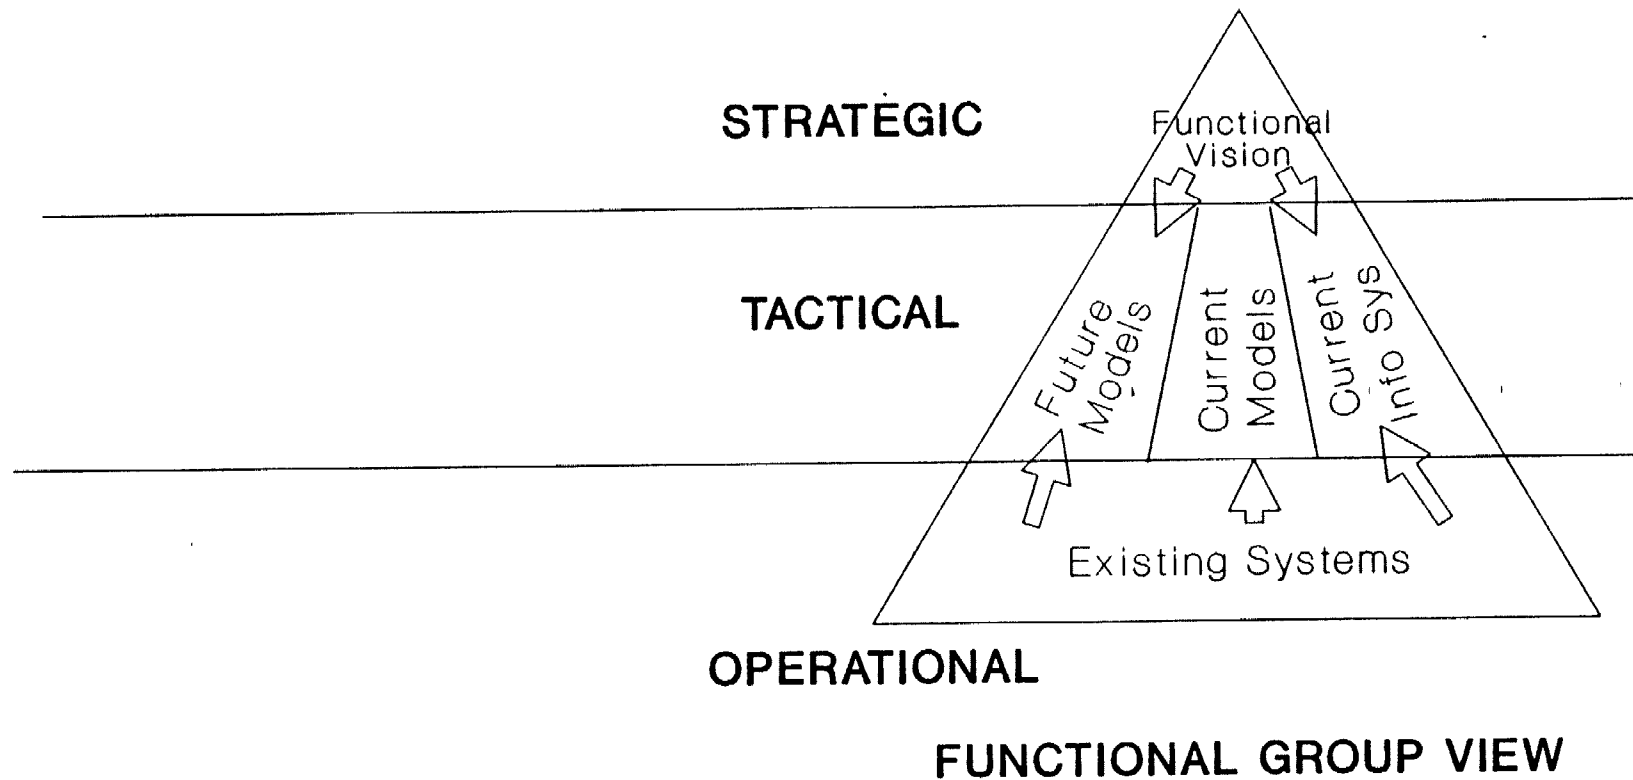 STRATEGIC
Functional
Vision
TACTICAL
Future
Models
Current
Models
Current
Info Sys
Existing Systems
OPERATIONAL
FUNCTIONAL GROUP VIEW